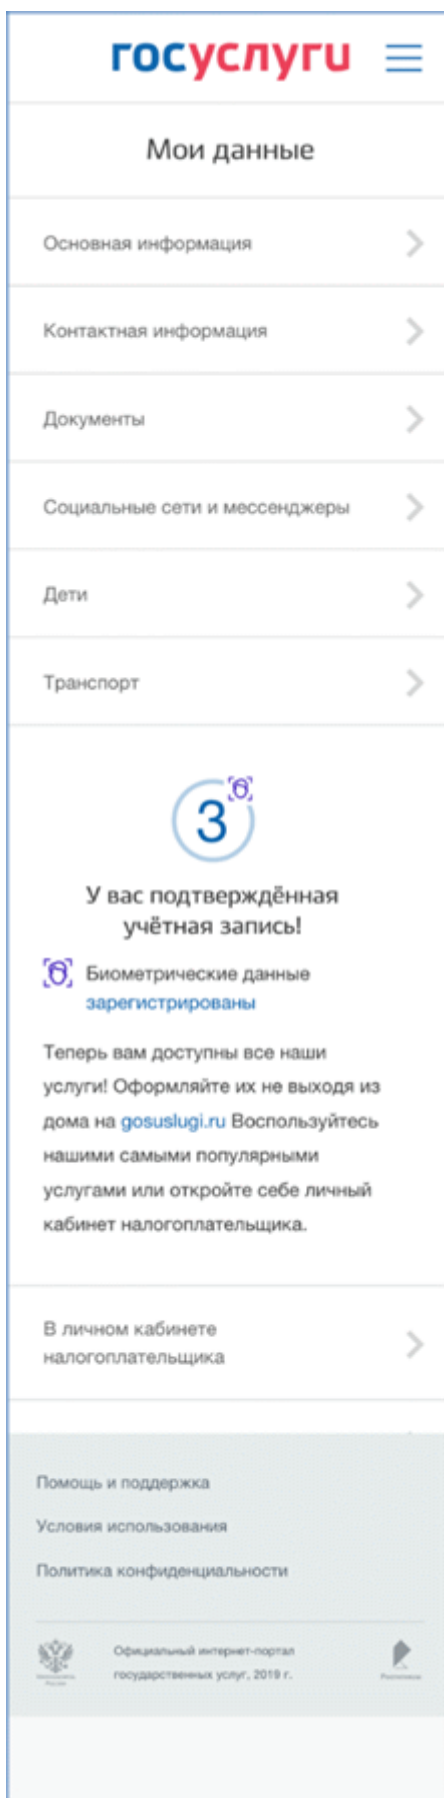 госуслуги
Мои данные
Основная информация
Контактная информация
Документы
Социальные сети и мессенджеры
Дети
Транспорт
3
У вас подтверждённая
учётная запись!
Биометрические данные
зарегистрированы
Теперь вам доступны все наши
услуги! Оформляйте их не выходя из
дома на gosuslugi.ru Воспользуйтесь
нашими самыми популярными
услугами или откройте себе личный
кабинет налогоплательщика.
В личном кабинете
налогоплательщика
Помощь и поддержка
Условия использования
Политика конфиденциальности
Официальный интернет-портал
государственных услуг, 2019 г.